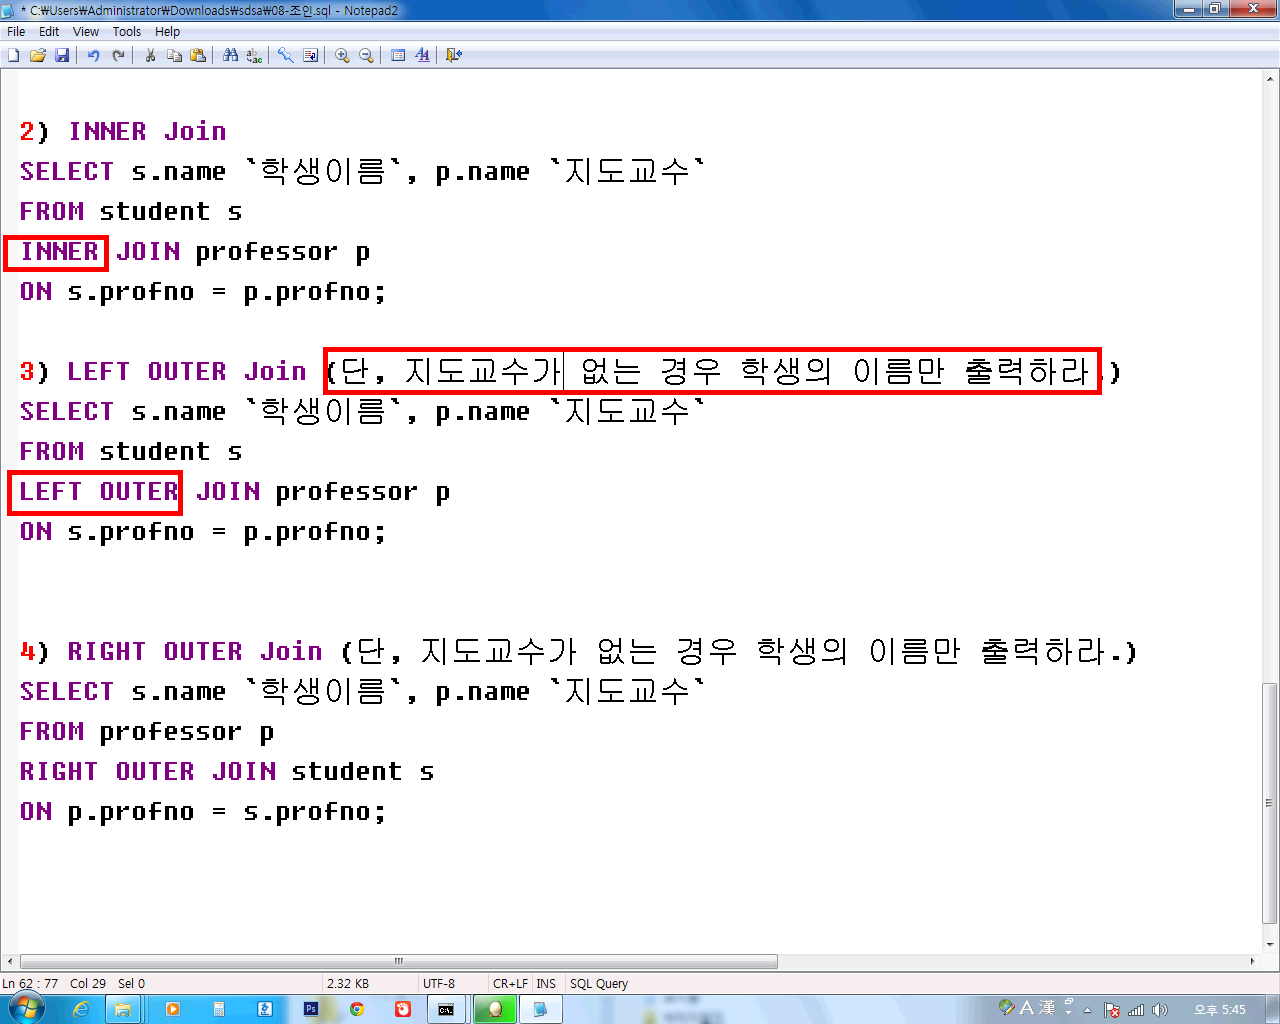 * C:₩Users₩Administrator₩Downloads₩sdsa₩08-조인.sql - Notepad2
File Edit View Tools Help
2) INNER Join
SELECT s.name `학생이름`, p.name `지도교수`
FROM student s
INNER JOIN professor p
ON s.profno = p.profno;
3) LEFT OUTER Join (단, 지도교수가 없는 경우 학생의 이름만 출력하라.)
SELECT s.name `학생이름`, p.name `지도교수`
FROM student s
LEFT OUTER JOIN professor p
ON s.profno = p.profno;
4) RIGHT OUTER Join (단, 지도교수가 없는 경우 학생의 이름만 출력하라.)
SELECT s.name `학생이름`, p.name `지도교수`
FROM professor p
RIGHT OUTER JOIN student s
ON p.profno = s.profno;
Ln 62 : 77 Col 29 Sel 0 2.32 KB UTF-8 CR+LF INS SQL Query
A 漢 오후 5:45